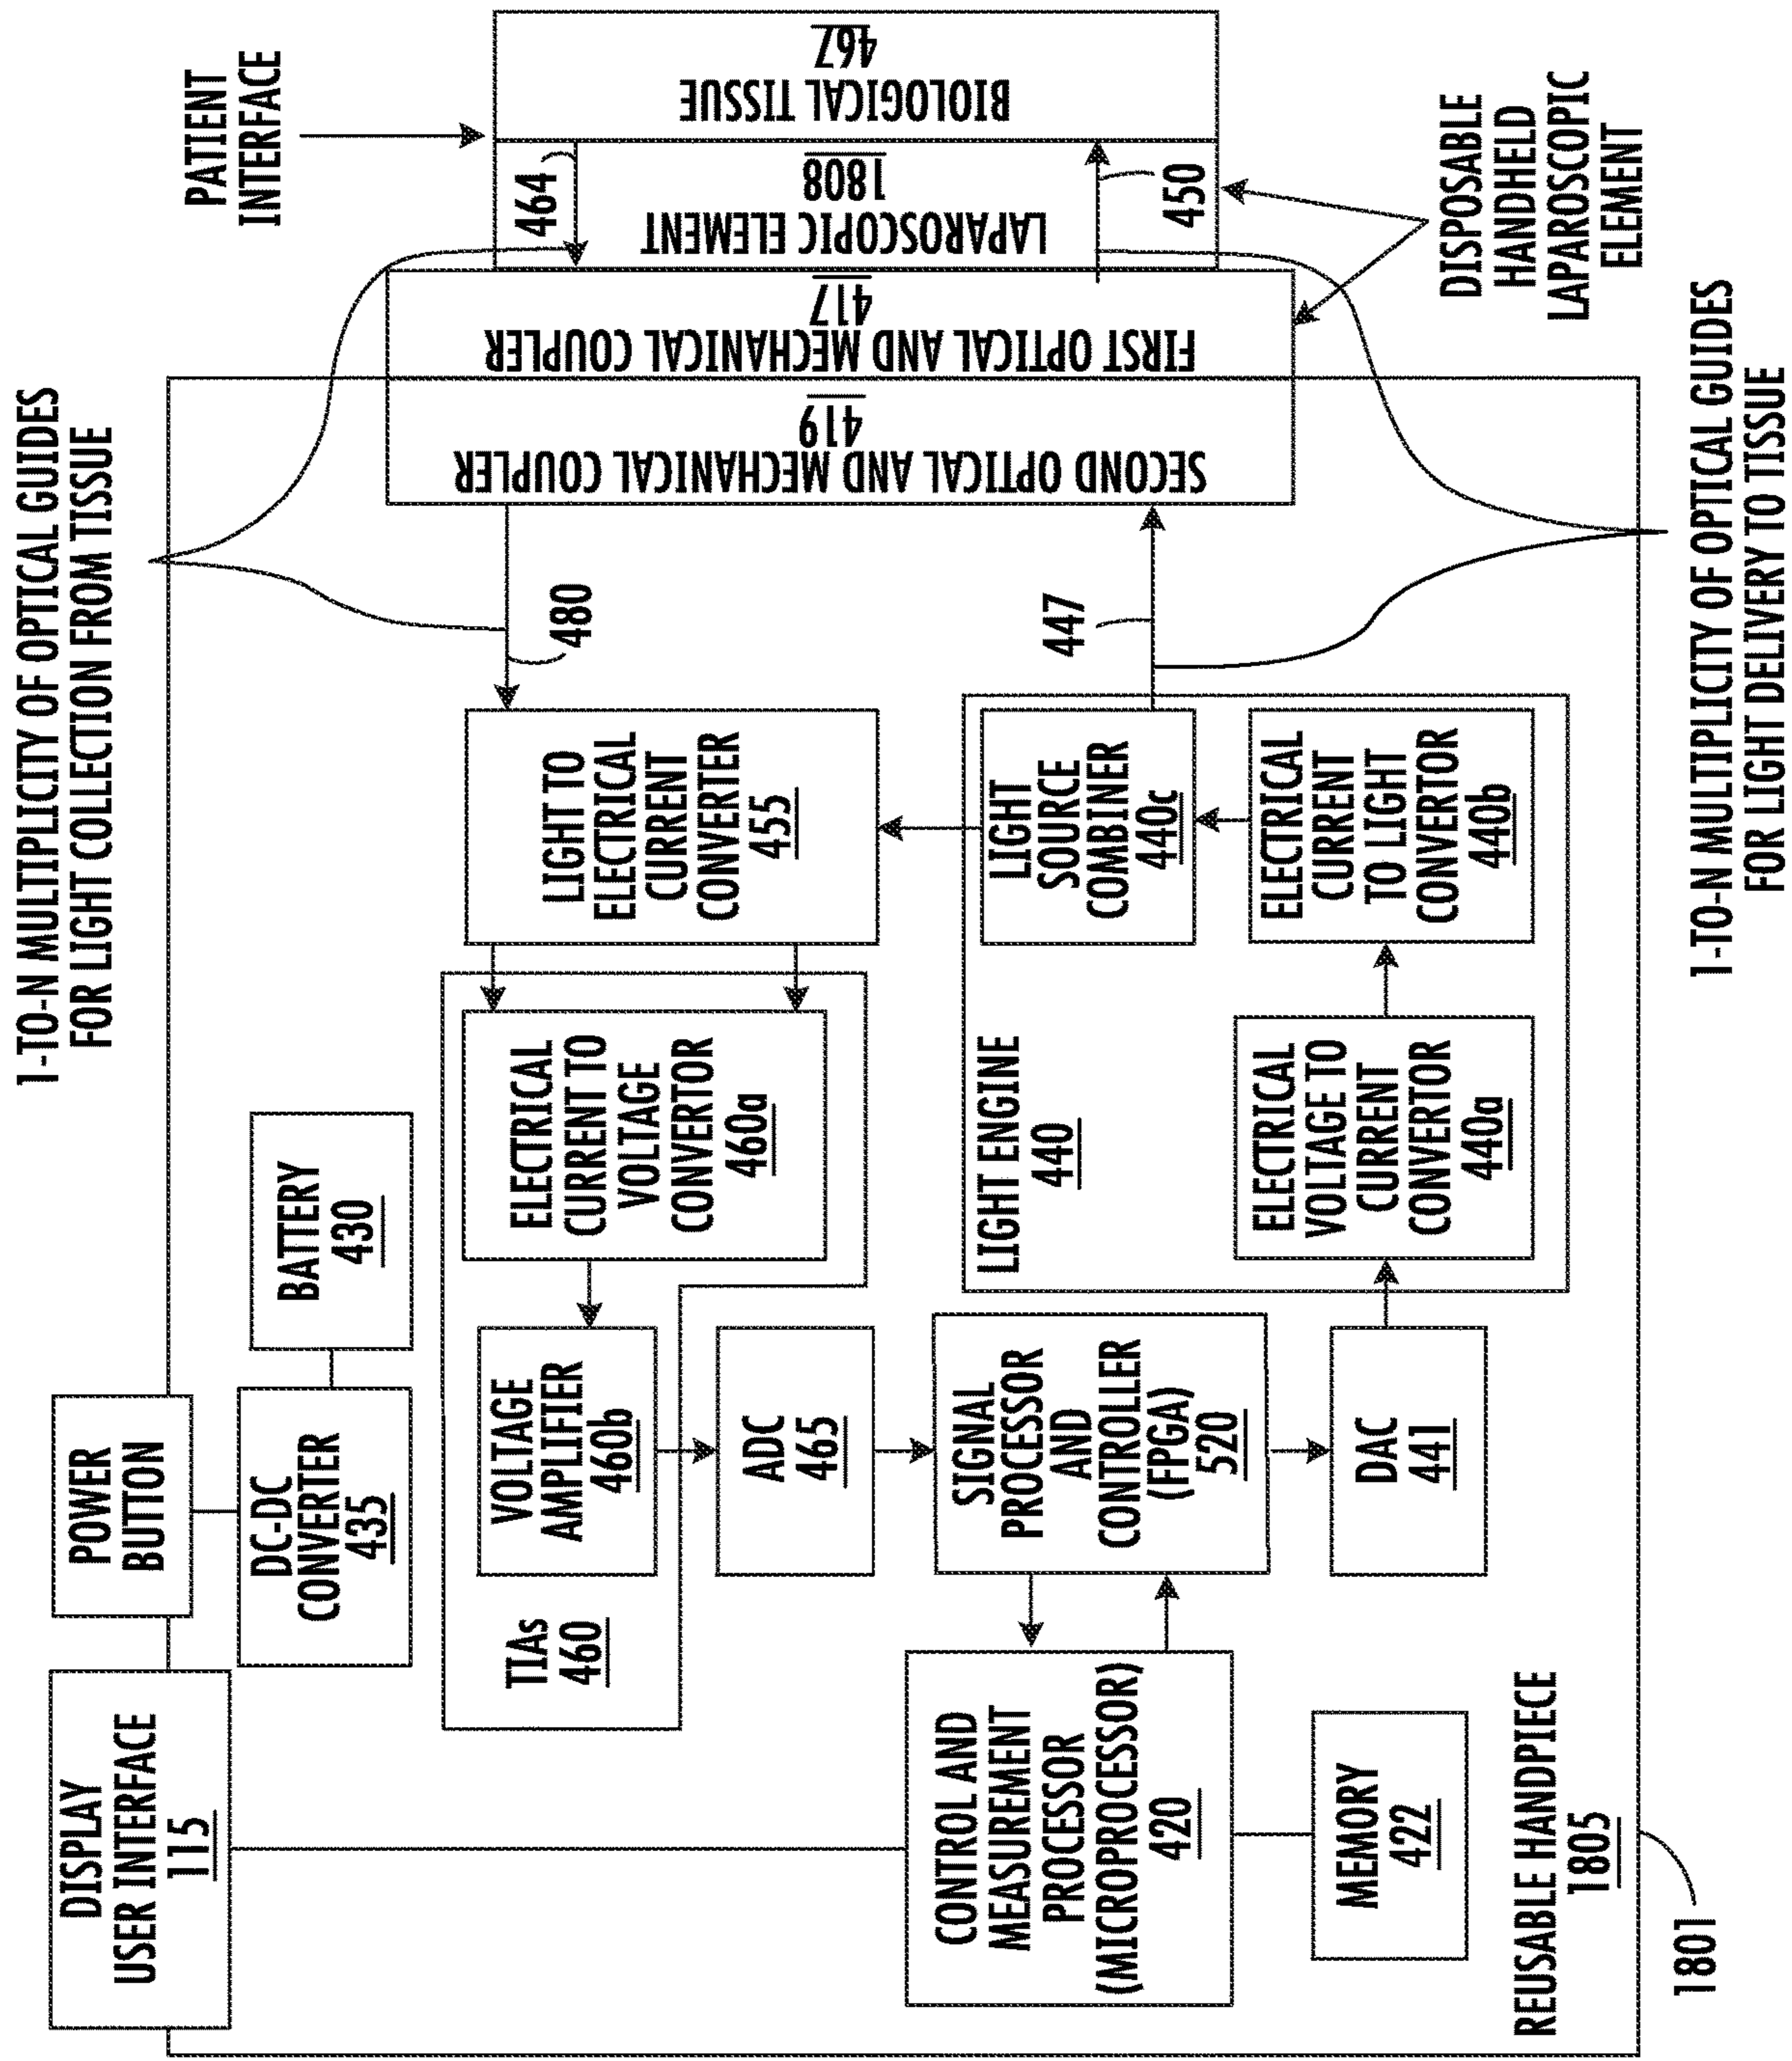 DISPLAY
USER INTERFACE
115
POWER
BUTTON
DC-DC
CONVERTER
435
BATTERY
430
1-TO-N MULTIPLICITY OF OPTICAL GUIDES
FOR LIGHT COLLECTION FROM TISSUE
PATIENT
INTERFACE
TIAs
460
VOLTAGE
AMPLIFIER
460b
ELECTRICAL
CURRENT TO
VOLTAGE
CONVERTOR
460a
LIGHT TO
ELECTRICAL
CURRENT
CONVERTER
455
480
464
ADC
465
CONTROL AND
MEASUREMENT
PROCESSOR
(MICROPROCESSOR)
420
SIGNAL
PROCESSOR
AND
CONTROLLER
(FPGA)
520
LIGHT ENGINE
440
LIGHT
SOURCE
COMBINER
440c
447
450
SECOND OPTICAL AND MECHANICAL COUPLER
419
FIRST OPTICAL AND MECHANICAL COUPLER
417
LAPAROSCOPIC ELEMENT
1808
BIOLOGICAL TISSUE
467
MEMORY
422
DAC
441
ELECTRICAL
VOLTAGE TO
CURRENT
CONVERTOR
440a
ELECTRICAL
CURRENT
TO LIGHT
CONVERTOR
440b
DISPOSABLE
HANDHELD
LAPAROSCOPIC
ELEMENT
REUSABLE HANDPIECE
1805
1801
1-TO-N MULTIPLICITY OF OPTICAL GUIDES
FOR LIGHT DELIVERY TO TISSUE